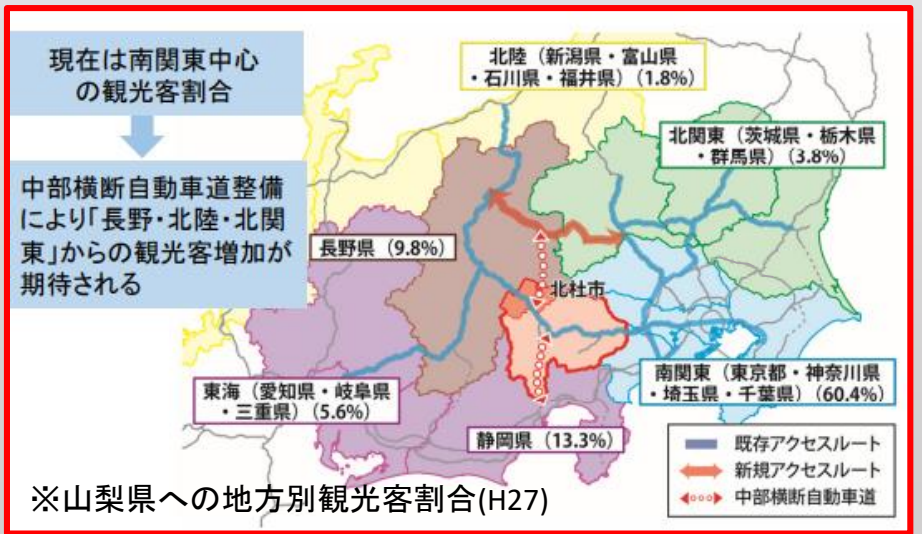 現在は南関東中心
の観光客割合
中部横断自動車道整備
により「長野・北陸・北関
東」からの観光客増加が
期待される
北陸（新潟県・富山県
・石川県・福井県）（1.8%）
北関東（茨城県・栃木県
・群馬県）（3.8%）
長野県（9.8%）
北杜市
東海（愛知県・岐阜県
・三重県）（5.6%）
南関東（東京都・神奈川県
・埼玉県・千葉県）（60.4%）
静岡県（13.3%）
既存アクセスルート
新規アクセスルート
中部横断自動車道
※山梨県への地方別観光客割合(H27)